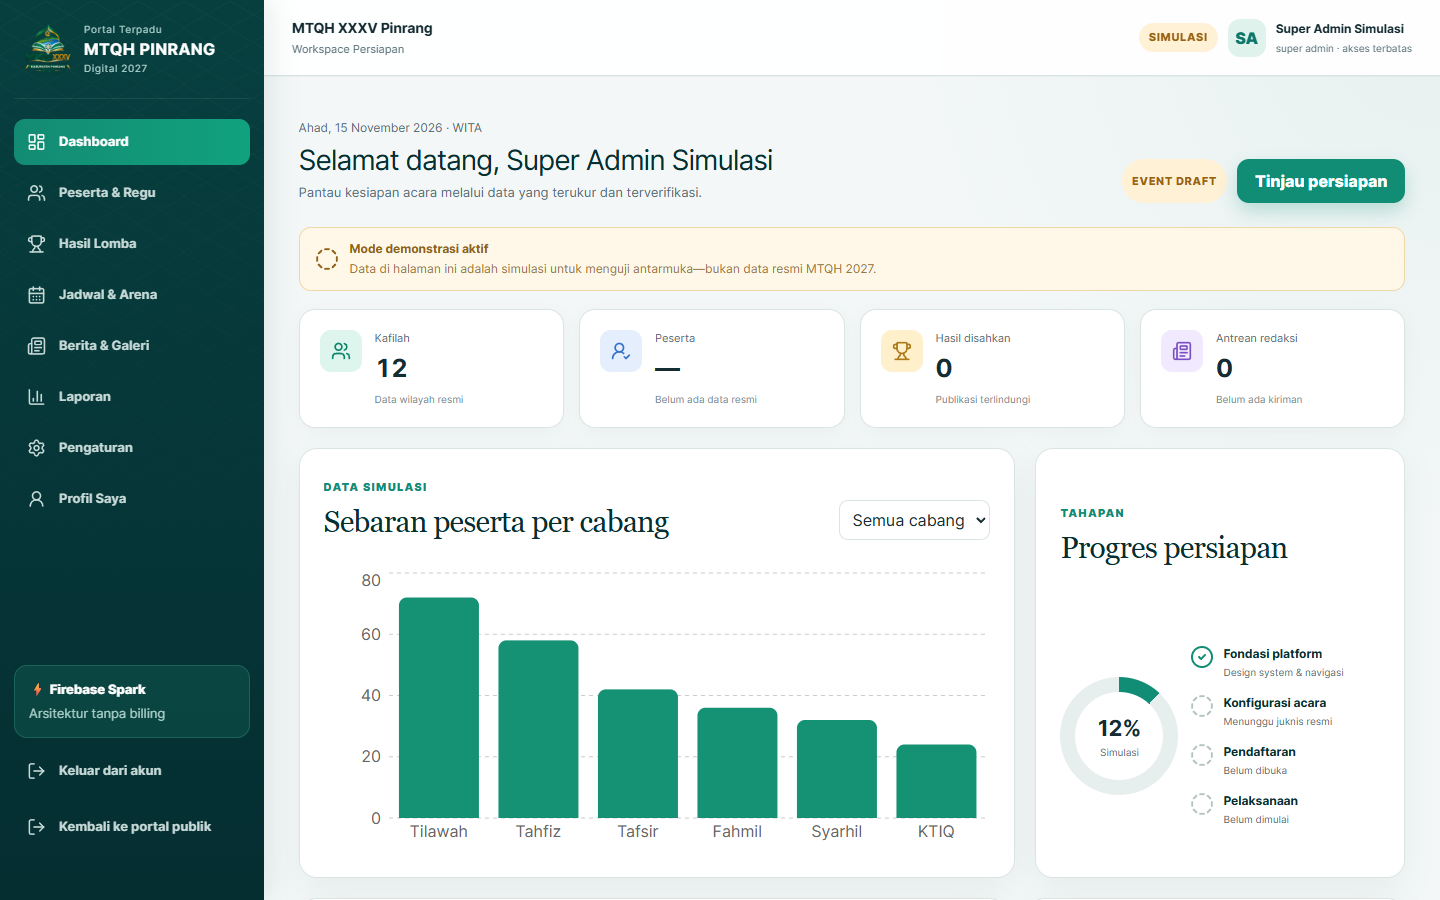 Portal Terpadu
MTQH PINRANG
Digital 2027
Dashboard
Peserta & Regu
Hasil Lomba
Jadwal & Arena
Berita & Galeri
Laporan
Pengaturan
Profil Saya
Firebase Spark
Arsitektur tanpa billing
Keluar dari akun
Kembali ke portal publik
MTQH XXXV Pinrang
Workspace Persiapan
SIMULASI
SA
Super Admin Simulasi
super admin · akses terbatas
Ahad, 15 November 2026 · WITA
Selamat datang, Super Admin Simulasi
Pantau kesiapan acara melalui data yang terukur dan terverifikasi.
EVENT DRAFT
Tinjau persiapan
Mode demonstrasi aktif
Data di halaman ini adalah simulasi untuk menguji antarmuka—bukan data resmi MTQH 2027.
Kafilah
12
Data wilayah resmi
Peserta
—
Belum ada data resmi
Hasil disahkan
0
Publikasi terlindungi
Antrean redaksi
0
Belum ada kiriman
DATA SIMULASI
Sebaran peserta per cabang
Semua cabang
80
60
40
20
0
Tilawah
Tahfiz
Tafsir
Fahmil
Syarhil
KTIQ
TAHAPAN
Progres persiapan
12%
Simulasi
Fondasi platform
Design system & navigasi
Konfigurasi acara
Menunggu juknis resmi
Pendaftaran
Belum dibuka
Pelaksanaan
Belum dimulai